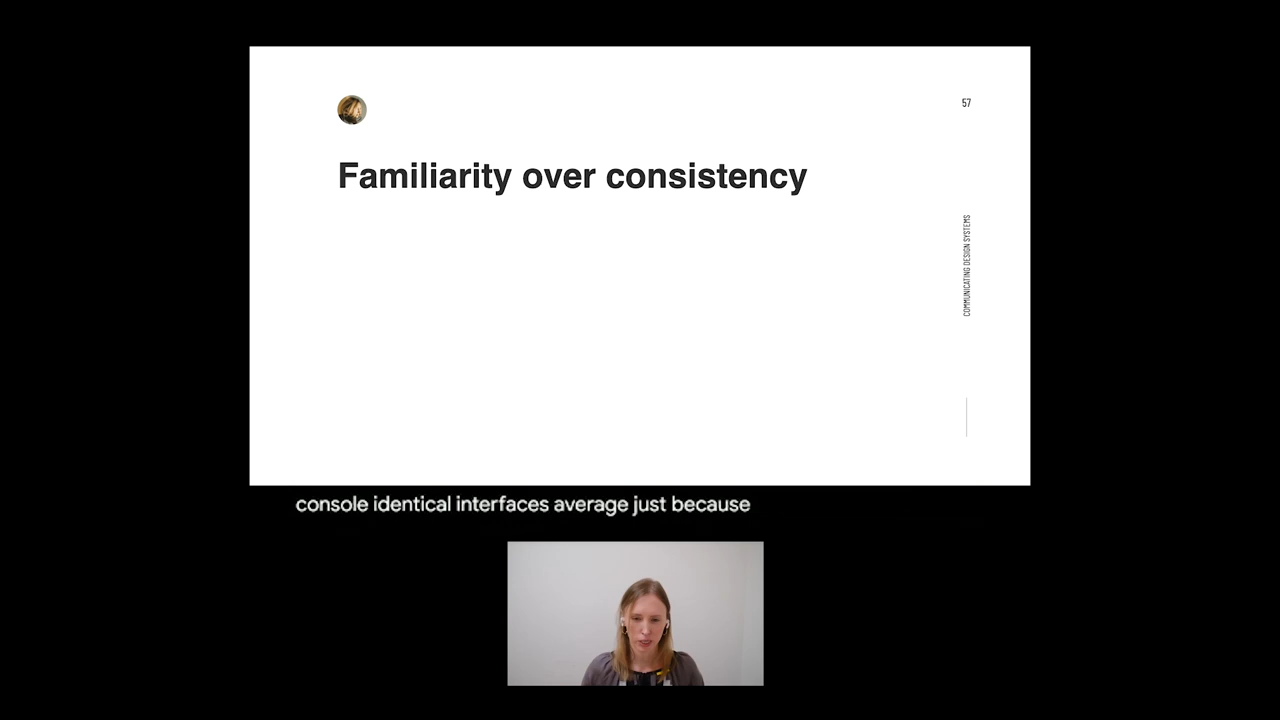 57
Familiarity over consistency
COMMUNICATING DESIGN SYSTEMS
console identical interfaces average just because